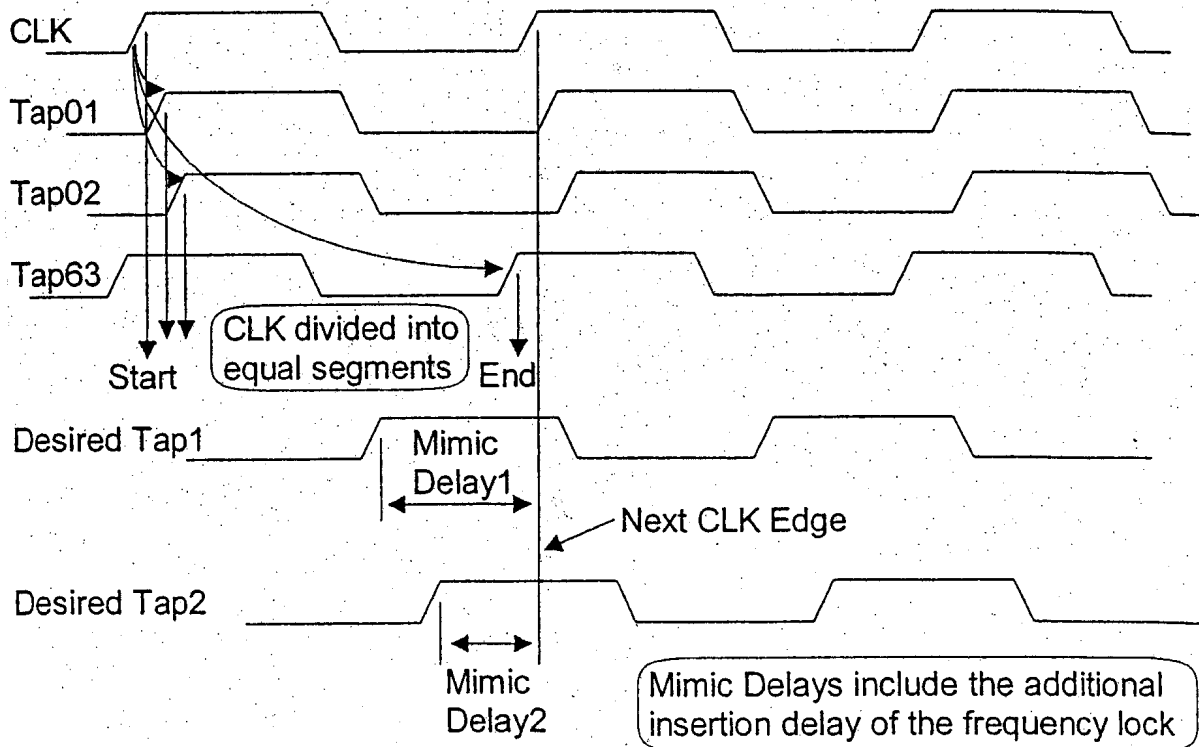 CLK
Tap01
Tap02
Tap63
CLK divided into
equal segments
Start
End
Desired Tap1
Mimic
Delay1
Next CLK Edge
Desired Tap2
Mimic
Delay2
Mimic Delays include the additional
insertion delay of the frequency lock